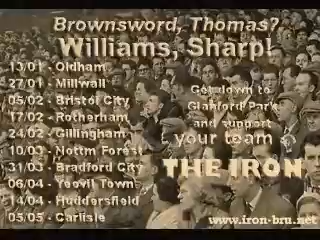 Brownsword, Thomas?
Williams, Sharp!
13/01 - Oldham
27/01 - Millwall
05/02 - Bristol City
17/02 - Rotherham
24/02 - Gillingham
10/03 - Nottm Forest
31/03 - Bradford City
06/04 - Yeovil Town
14/04 - Huddersfield
05/05 - Carlisle
Get down to
Glanford Park
and support
your team
THE IRON
www.iron-bru.net